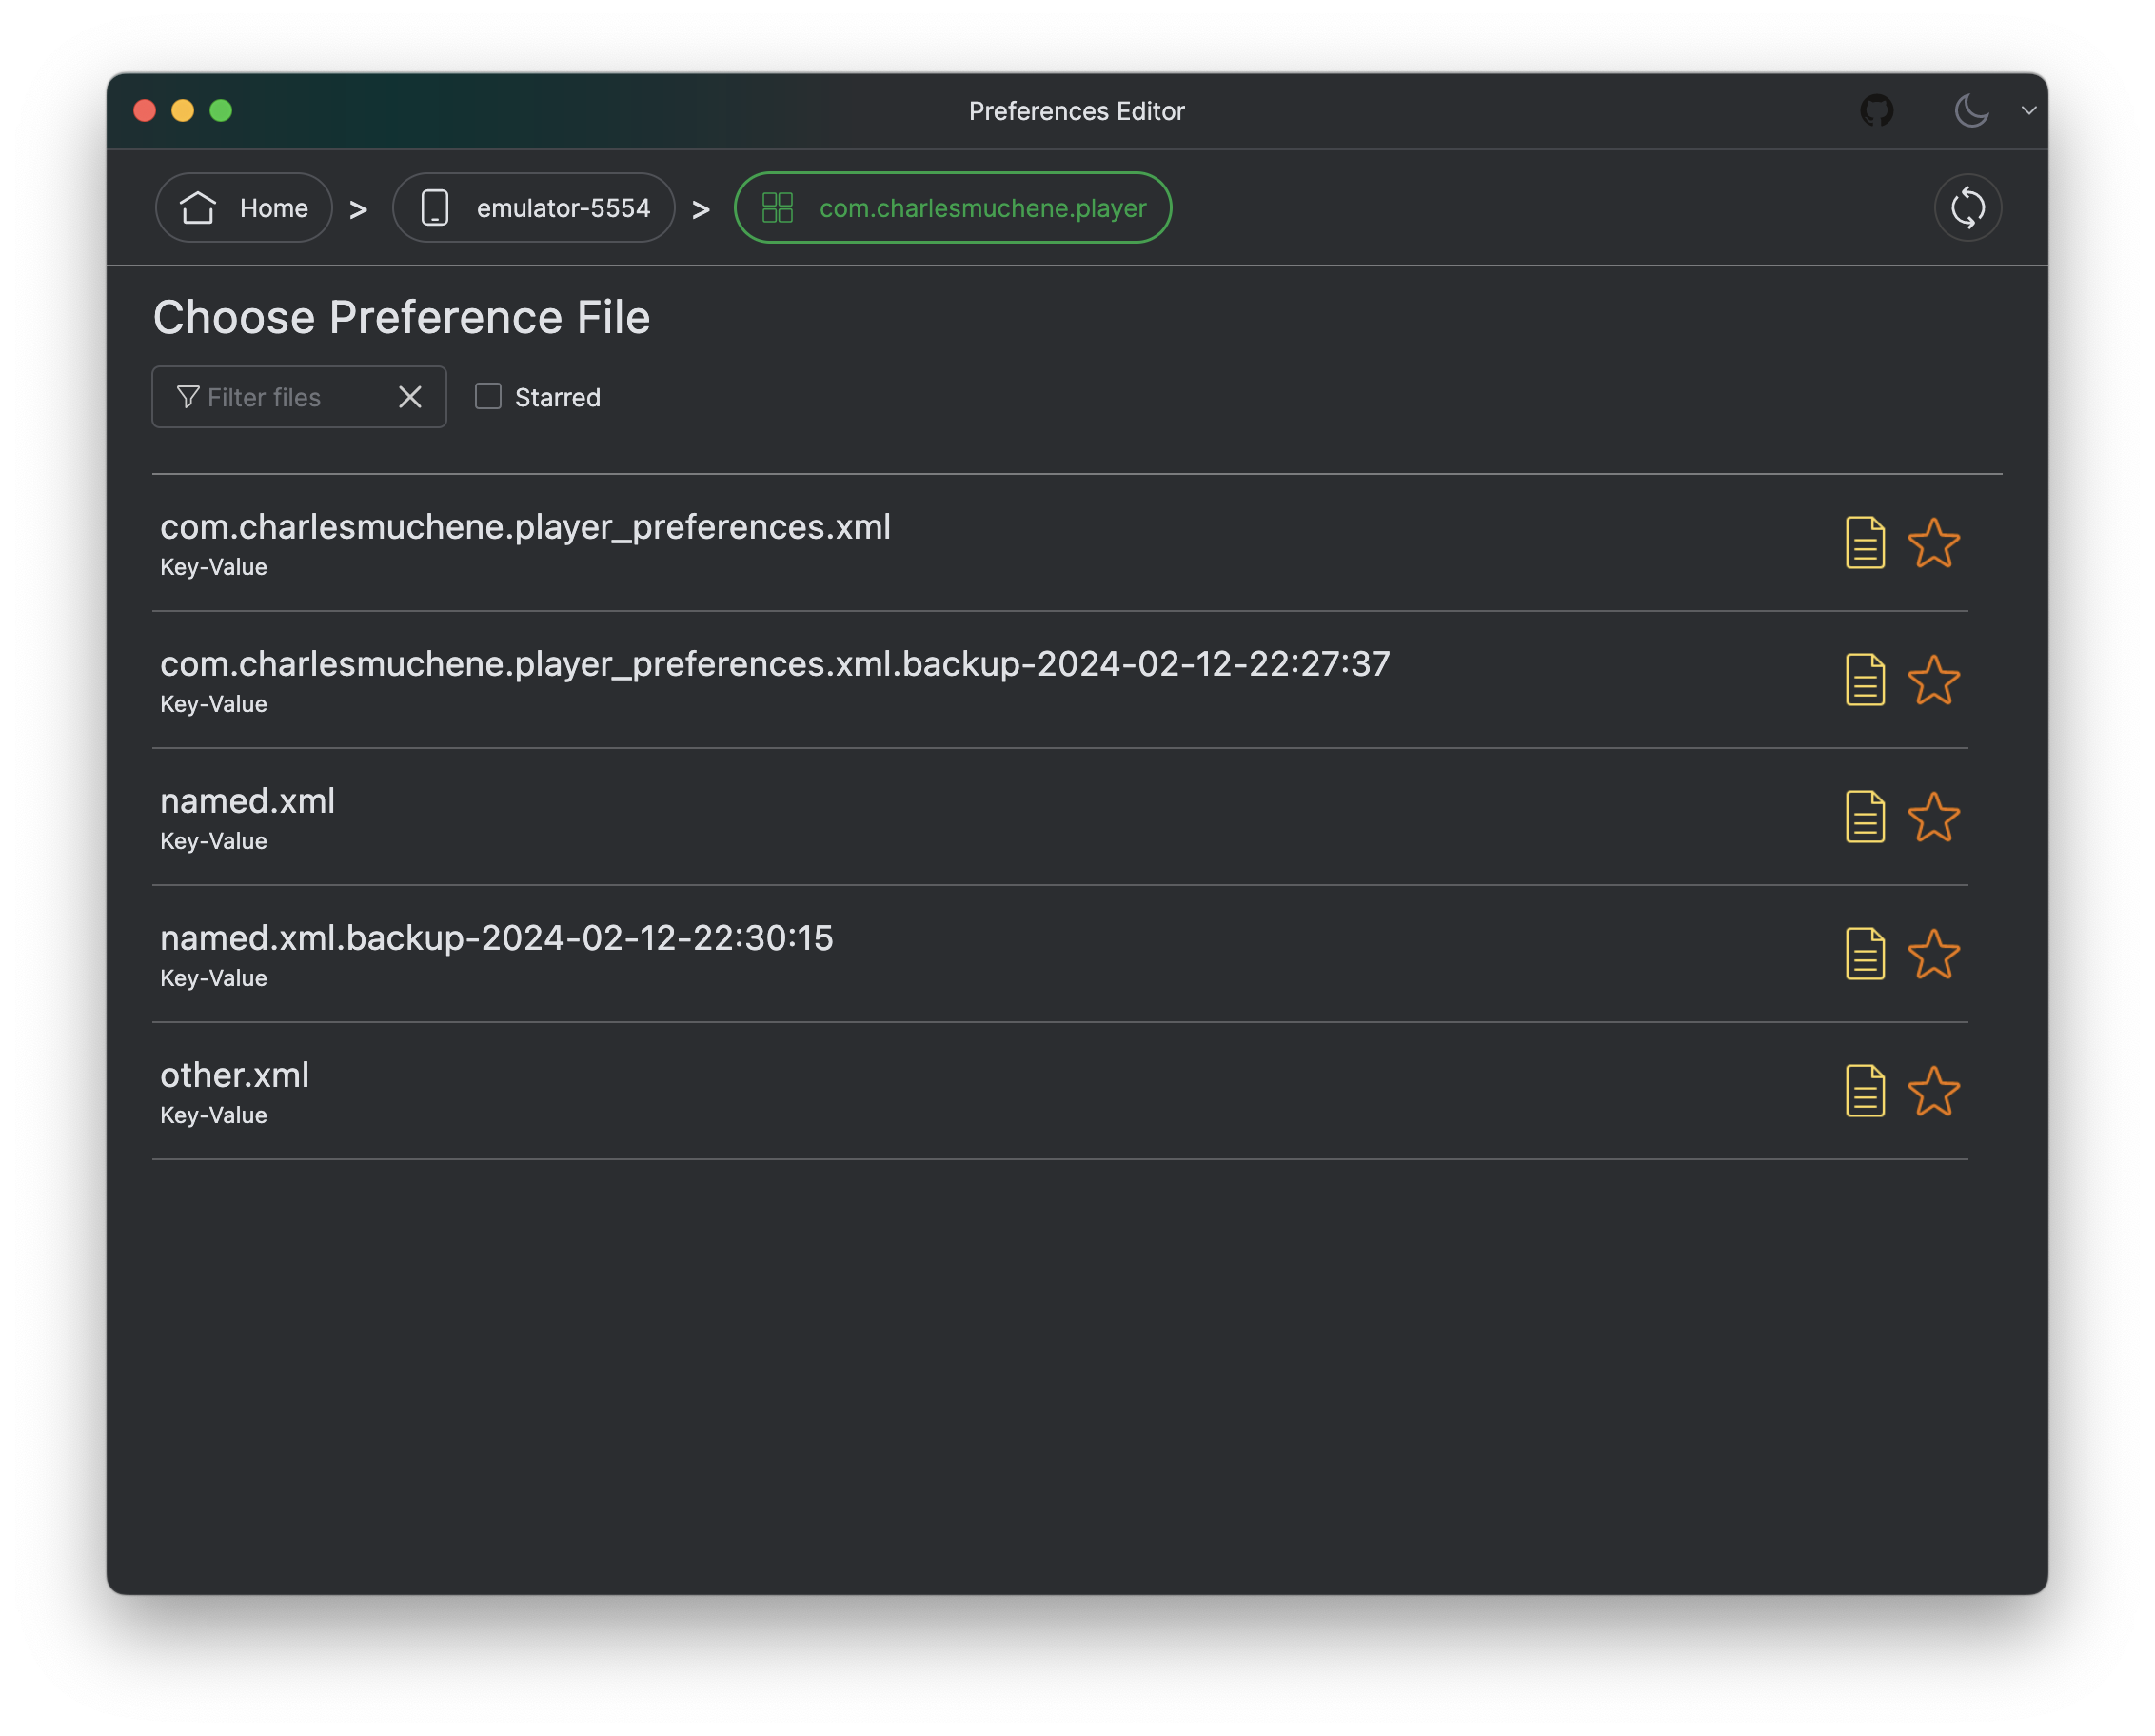 Preferences Editor
Home > emulator-5554 > com.charlesmuchene.player
Choose Preference File
Filter files Starred
com.charlesmuchene.player_preferences.xml
Key-Value
com.charlesmuchene.player_preferences.xml.backup-2024-02-12-22:27:37
Key-Value
named.xml
Key-Value
named.xml.backup-2024-02-12-22:30:15
Key-Value
other.xml
Key-Value